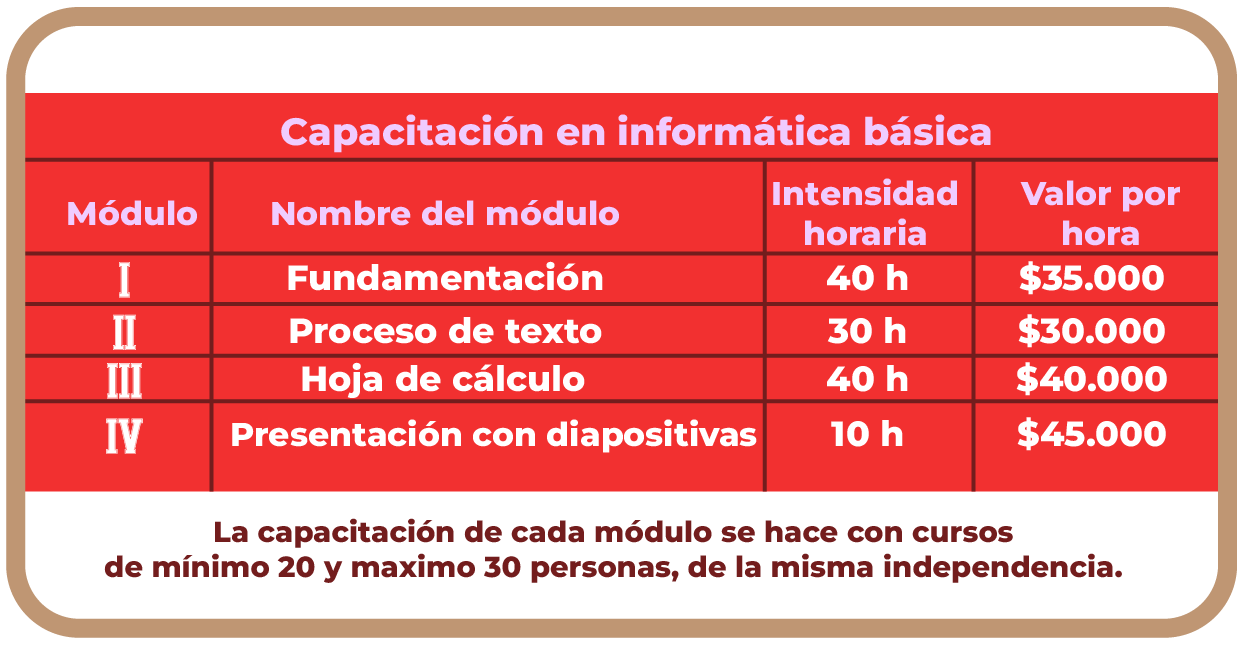 Capacitación en informática básica
Módulo Nombre del módulo Intensidad horaria Valor por hora
I Fundamentación 40 h $35.000
II Proceso de texto 30 h $30.000
III Hoja de cálculo 40 h $40.000
IV Presentación con diapositivas 10 h $45.000
La capacitación de cada módulo se hace con cursos
de mínimo 20 y maximo 30 personas, de la misma independencia.